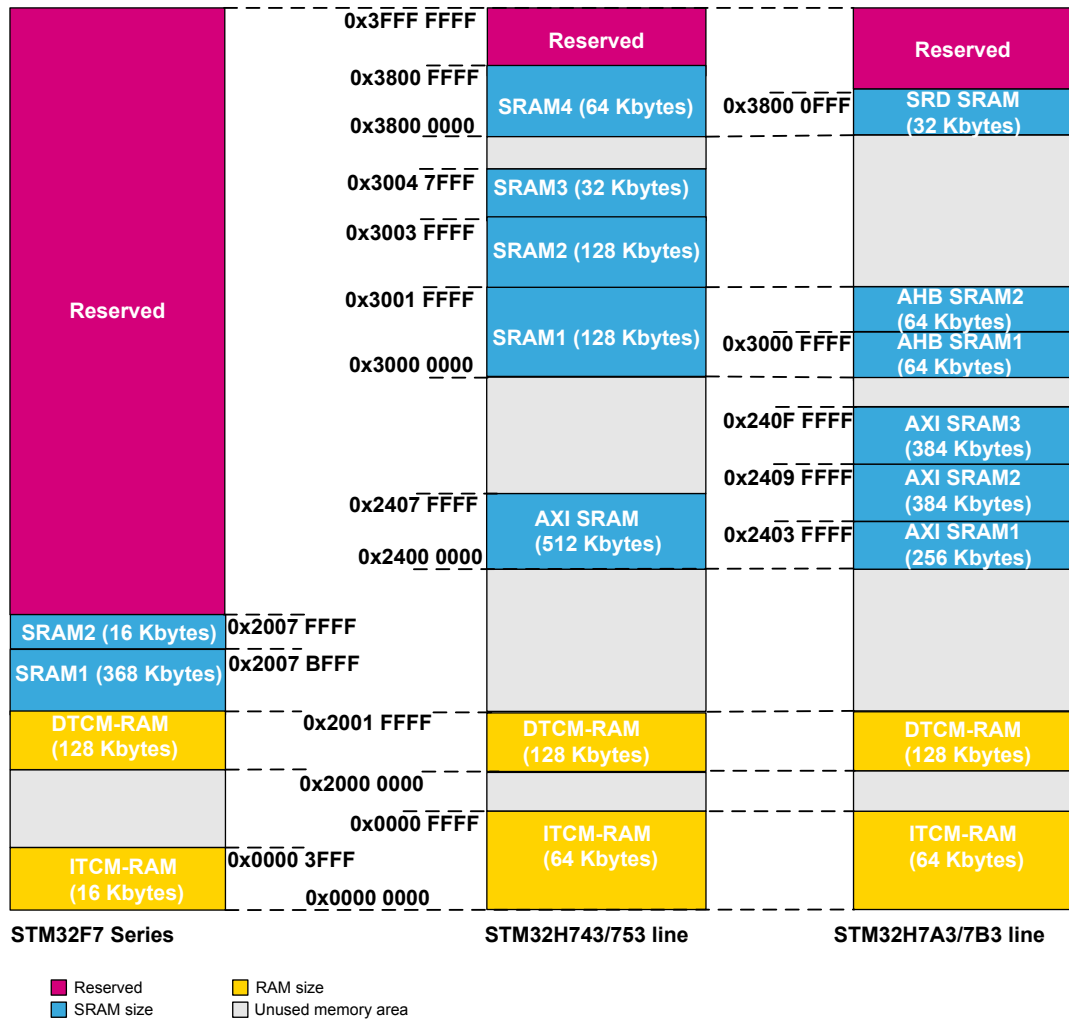 0x3FFF FFFF
Reserved
Reserved
0x3800 FFFF
SRAM4 (64 Kbytes)
0x3800 0FFF
SRD SRAM
(32 Kbytes)
0x3800 0000
0x3004 7FFF
SRAM3 (32 Kbytes)
0x3003 FFFF
SRAM2 (128 Kbytes)
Reserved
0x3001 FFFF
SRAM1 (128 Kbytes)
AHB SRAM2
(64 Kbytes)
0x3000 FFFF
AHB SRAM1
(64 Kbytes)
0x3000 0000
0x240F FFFF
AXI SRAM3
(384 Kbytes)
0x2409 FFFF
AXI SRAM2
(384 Kbytes)
0x2407 FFFF
AXI SRAM
(512 Kbytes)
0x2403 FFFF
AXI SRAM1
(256 Kbytes)
0x2400 0000
SRAM2 (16 Kbytes)
0x2007 FFFF
SRAM1 (368 Kbytes)
0x2007 BFFF
DTCM-RAM
(128 Kbytes)
0x2001 FFFF
DTCM-RAM
(128 Kbytes)
DTCM-RAM
(128 Kbytes)
0x2000 0000
0x0000 FFFF
ITCM-RAM
(64 Kbytes)
ITCM-RAM
(64 Kbytes)
ITCM-RAM
(16 Kbytes)
0x0000 3FFF
0x0000 0000
STM32F7 Series
STM32H743/753 line
STM32H7A3/7B3 line
Reserved
RAM size
SRAM size
Unused memory area